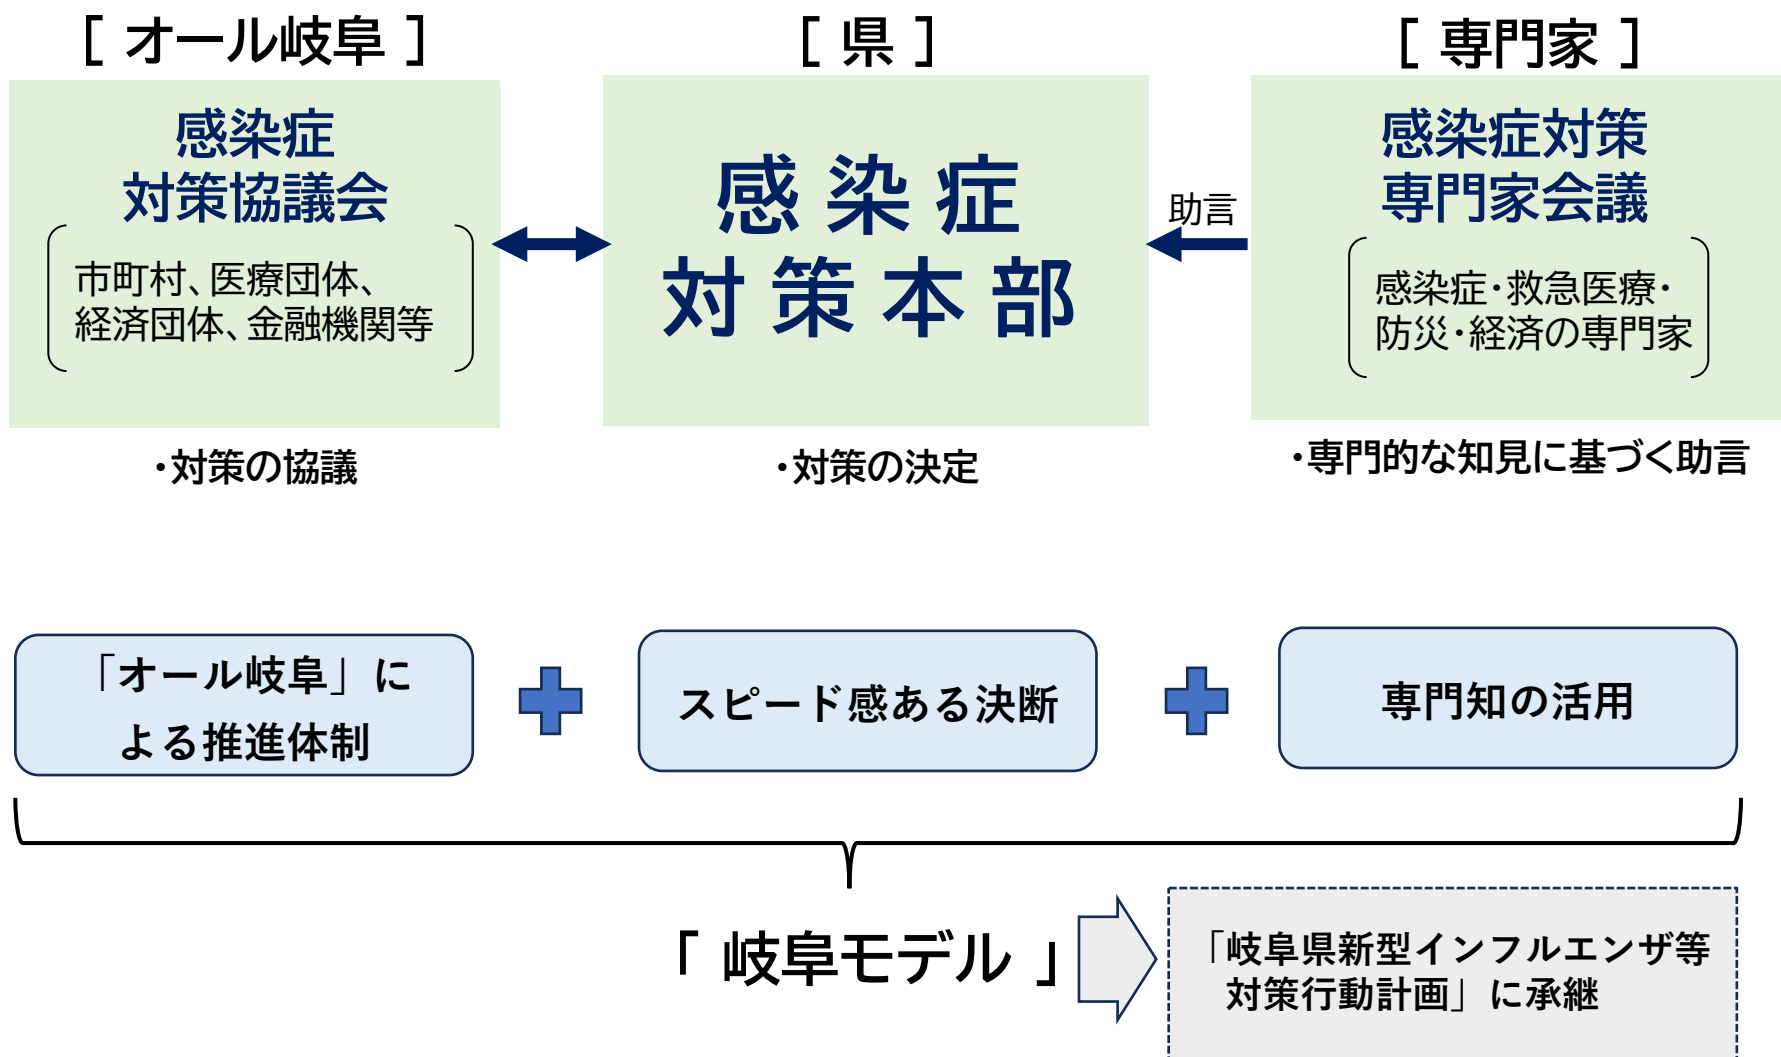 ［ オール岐阜 ］
感染症
対策協議会
市町村、医療団体、
経済団体、金融機関等
・対策の協議
［ 県 ］
感染症
対策本部
・対策の決定
助言
［ 専門家 ］
感染症対策
専門家会議
感染症・救急医療・
防災・経済の専門家
・専門的な知見に基づく助言
「オール岐阜」に
よる推進体制
スピード感ある決断
専門知の活用
「 岐阜モデル 」
「岐阜県新型インフルエンザ等
対策行動計画」に承継